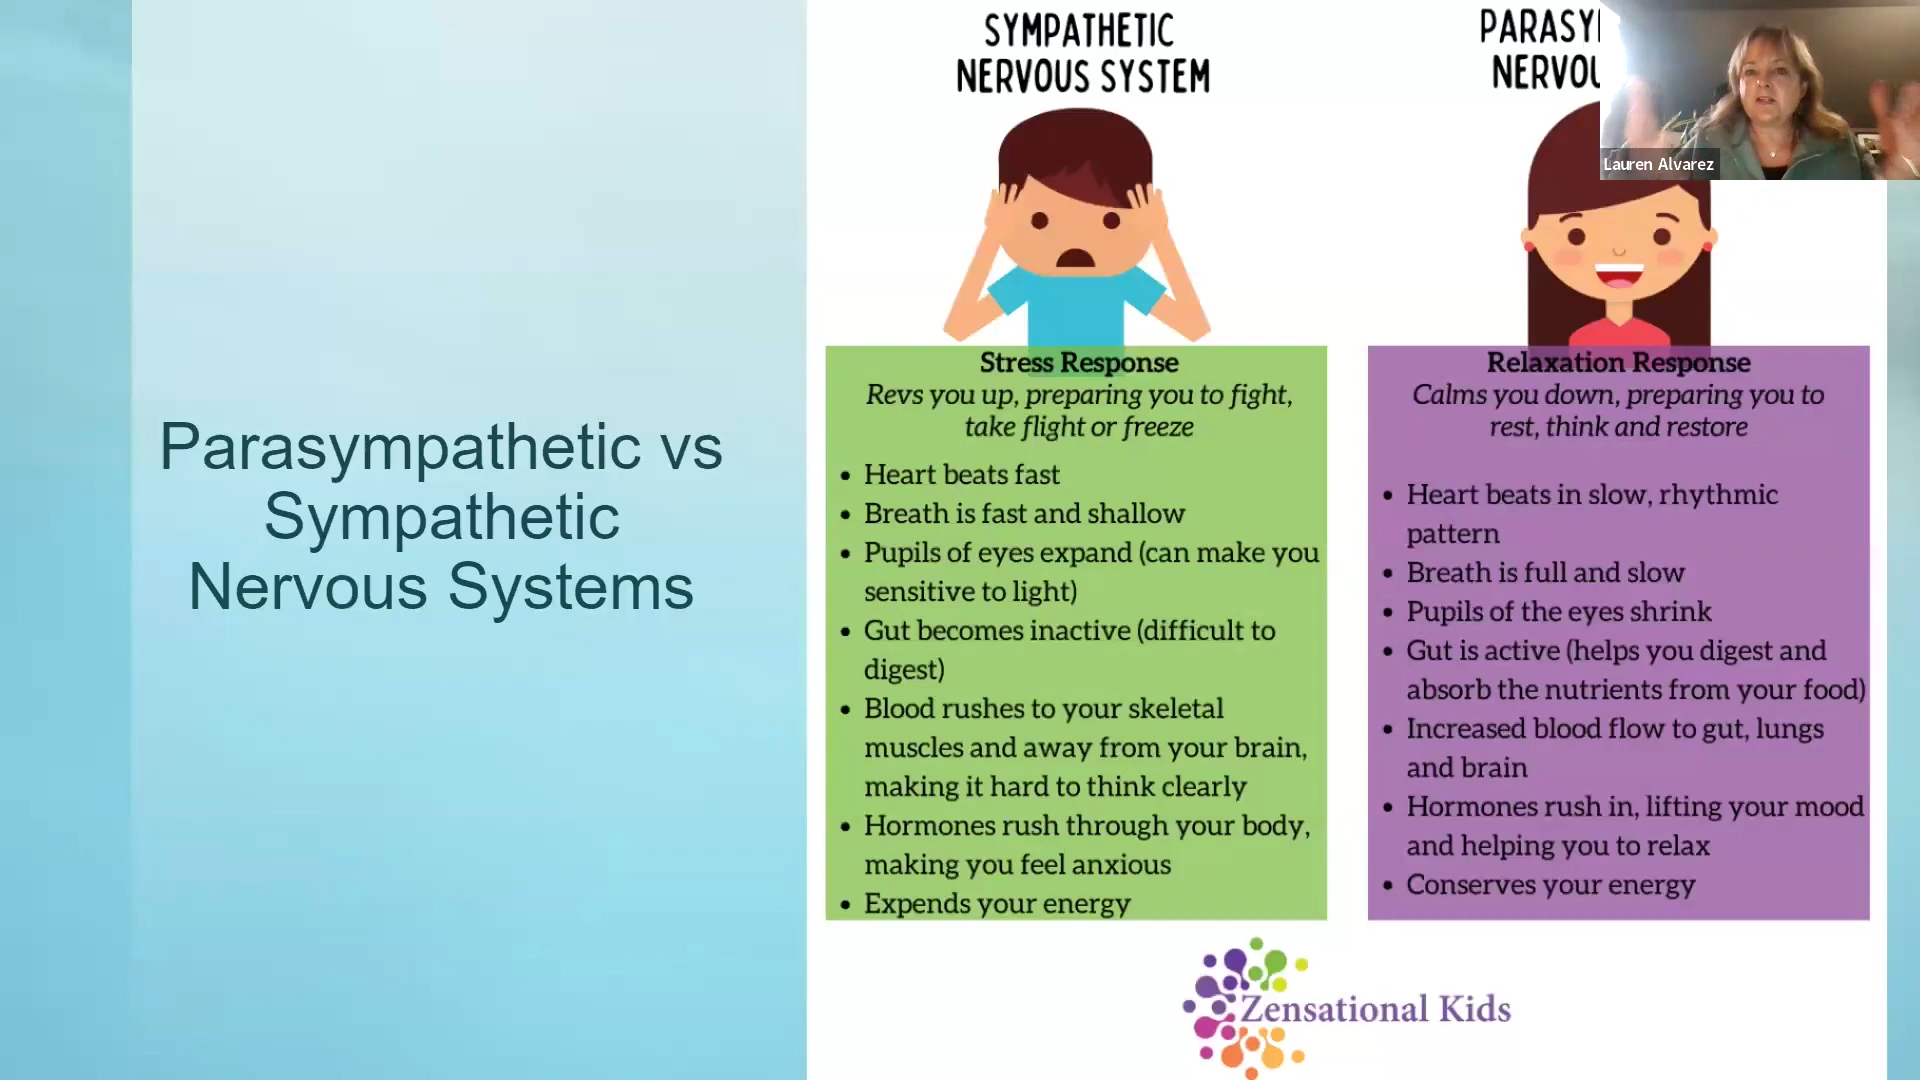 Parasympathetic vs
Sympathetic
Nervous Systems
SYMPATHETIC
NERVOUS SYSTEM
Stress Response
Revs you up, preparing you to fight,
take flight or freeze
• Heart beats fast
• Breath is fast and shallow
• Pupils of eyes expand (can make you
sensitive to light)
• Gut becomes inactive (difficult to
digest)
• Blood rushes to your skeletal
muscles and away from your brain,
making it hard to think clearly
• Hormones rush through your body,
making you feel anxious
• Expends your energy
Lauren Alvarez
Relaxation Response
Calms you down, preparing you to
rest, think and restore
• Heart beats in slow, rhythmic
pattern
• Breath is full and slow
• Pupils of the eyes shrink
• Gut is active (helps you digest and
absorb the nutrients from your food)
• Increased blood flow to gut, lungs
and brain
• Hormones rush in, lifting your mood
and helping you to relax
• Conserves your energy
Zensational Kids